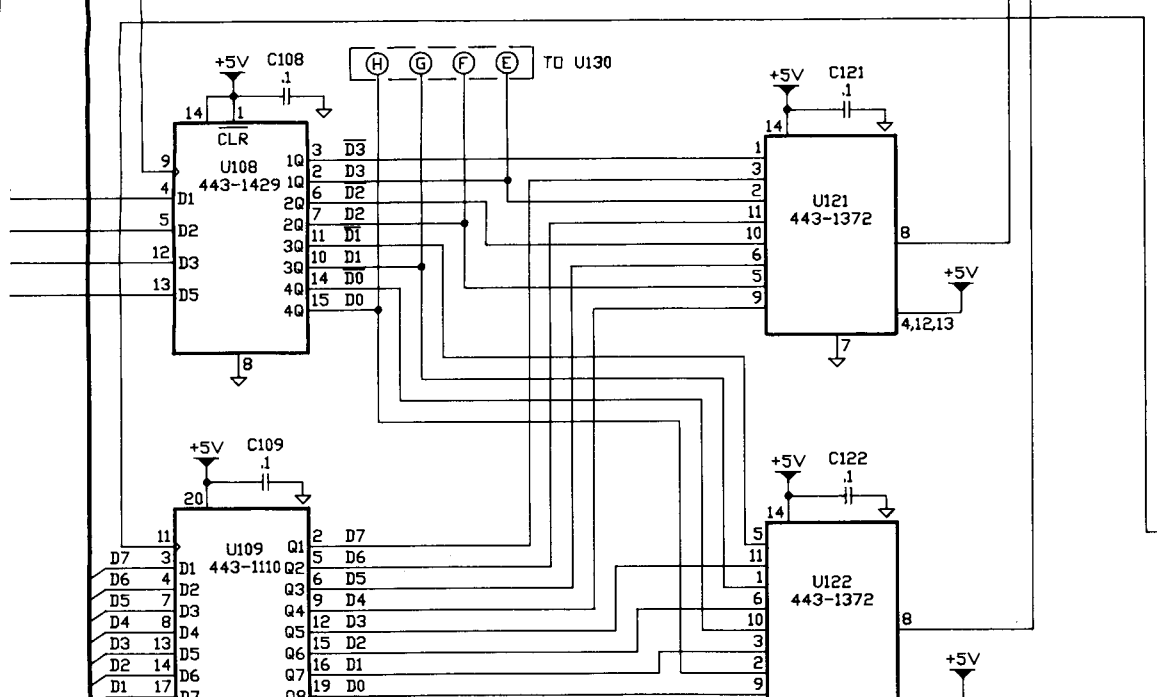 +5V C108 .1
H G F E TO U130
+5V C121 .1
14 1
CLR
U108
443-1429
9
4 D1
5 D2
12 D3
13 D5
1Q 3 D3
1Q 2 D3
2Q 6 D2
2Q 7 D2
3Q 11 D1
3Q 10 D1
4Q 14 D0
4Q 15 D0
8
14
1
3
2
11
10
6
5
9
U121
443-1372
8
+5V
4,12,13
7
+5V C109 .1
20
U109
443-1110
11
D7 3 D1
D6 4 D2
D5 7 D3
D4 8 D4
D3 13 D5
D2 14 D6
D1 17 D7
Q1 2 D7
Q2 5 D6
Q3 6 D5
Q4 9 D4
Q5 12 D3
Q6 15 D2
Q7 16 D1
Q8 19 D0
+5V C122 .1
14
5
11
1
6
10
3
2
9
U122
443-1372
8
+5V